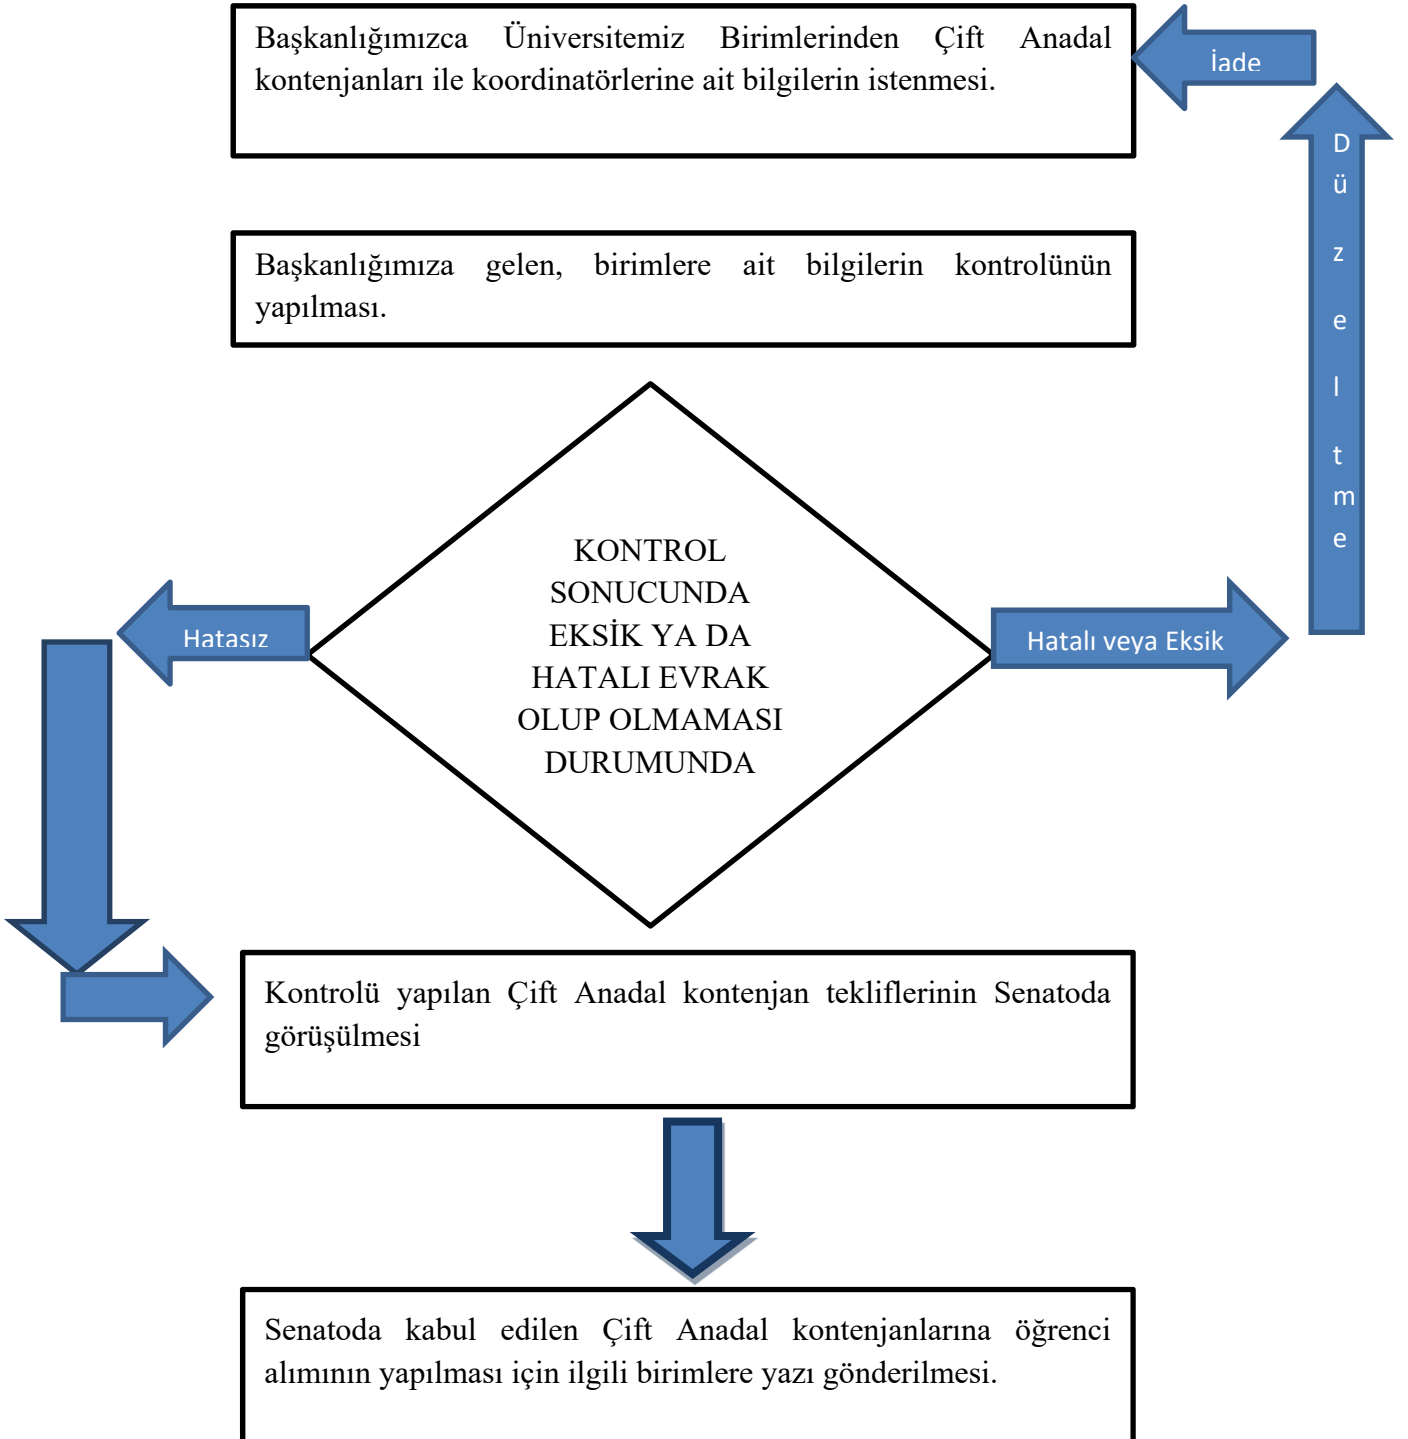 Başkanlığımızca Üniversitemiz Birimlerinden Çift Anadal
kontenjanları ile koordinatörlerine ait bilgilerin istenmesi.
İade
D
ü
z
e
l
t
m
e
Başkanlığımıza gelen, birimlere ait bilgilerin kontrolünün
yapılması.
KONTROL
SONUCUNDA
EKSİK YA DA
HATALI EVRAK
OLUP OLMAMASI
DURUMUNDA
Hatasız
Hatalı veya Eksik
Kontrolü yapılan Çift Anadal kontenjan tekliflerinin Senatoda
görüşülmesi
Senatoda kabul edilen Çift Anadal kontenjanlarına öğrenci
alımının yapılması için ilgili birimlere yazı gönderilmesi.